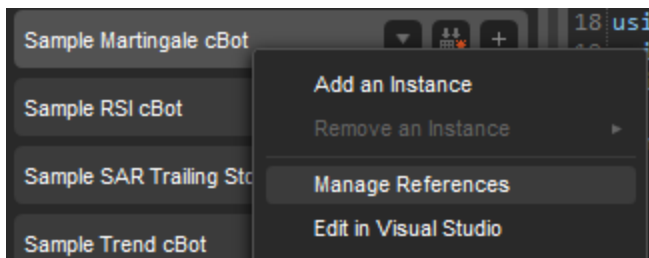 Sample Martingale cBot
18 usi
Add an Instance
Sample RSI cBot
Remove an Instance
Sample SAR Trailing Sto
Manage References
Edit in Visual Studio
Sample Trend cBot